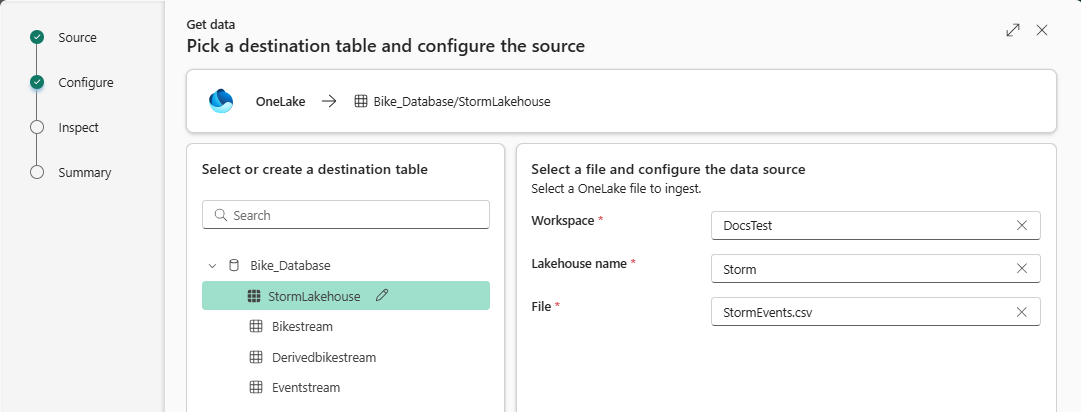 Source
Configure
Inspect
Summary
Get data
Pick a destination table and configure the source
OneLake → Bike_Database/StormLakehouse
Select or create a destination table
Search
Bike_Database
StormLakehouse
Bikestream
Derivedbikestream
Eventstream
Select a file and configure the data source
Select a OneLake file to ingest.
Workspace * DocsTest
Lakehouse name * Storm
File * StormEvents.csv